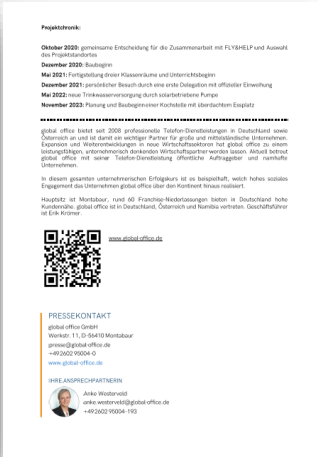 Projektchronik:
Oktober 2020: gemeinsame Entscheidung für die Zusammenarbeit mit FLY&HELP und Auswahl
des Projektstandortes
Dezember 2020: Baubeginn
Mai 2021: Fertigstellung dreier Klassenräume und Unterrichtsbeginn
Dezember 2021: persönlicher Besuch durch eine erste Delegation mit offizieller Einweihung
Mai 2022: neue Trinkwasserversorgung durch solarbetriebene Pumpe
November 2023: Planung und Baubeginn einer Kochstelle mit überdachtem Essplatz
global office bietet seit 2008 professionelle Telefon-Dienstleistungen in Deutschland sowie
Österreich an und ist damit ein wichtiger Partner für große und mittelständische Unternehmen.
Expansion und Weiterentwicklungen in neue Wirtschaftssektoren hat global office zu einem
leistungsfähigen, unternehmerisch denkenden Wirtschaftspartner werden lassen. Aktuell betreut
global office mit seiner Telefon-Dienstleistung öffentliche Auftraggeber und namhafte
Unternehmen.
In diesem gesamten unternehmerischen Erfolgskurs ist es beispielhaft, welch hohes soziales
Engagement das Unternehmen global office über den Kontinent hinaus realisiert.
Hauptsitz ist Montabaur, rund 60 Franchise-Niederlassungen bieten in Deutschland hohe
Kundennähe. global office ist in Deutschland, Österreich und Namibia vertreten. Geschäftsführer
ist Erik Krömer.
www.global-office.de
PRESSEKONTAKT
global office GmbH
Werkstr. 11, D-56410 Montabaur
presse@global-office.de
+49 2602 95004-0
www.global-office.de
IHRE ANSPRECHPARTNERIN
Anke Westerveld
anke.westerveld@global-office.de
+49 2602 95004-193